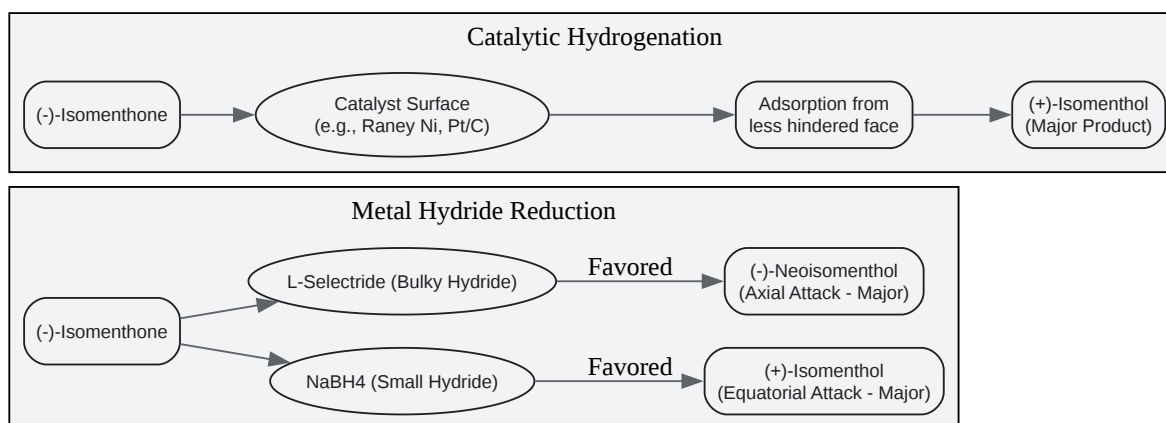 Catalytic Hydrogenation
(-)-Isomenthone
Catalyst Surface
(e.g., Raney Ni, Pt/C)
Adsorption from
less hindered face
(+)-Isomenthol
(Major Product)
Metal Hydride Reduction
(-)-Isomenthone
L-Selectride (Bulky Hydride)
Favored
(-)-Neoisomenthol
(Axial Attack - Major)
NaBH4 (Small Hydride)
Favored
(+)-Isomenthol
(Equatorial Attack - Major)